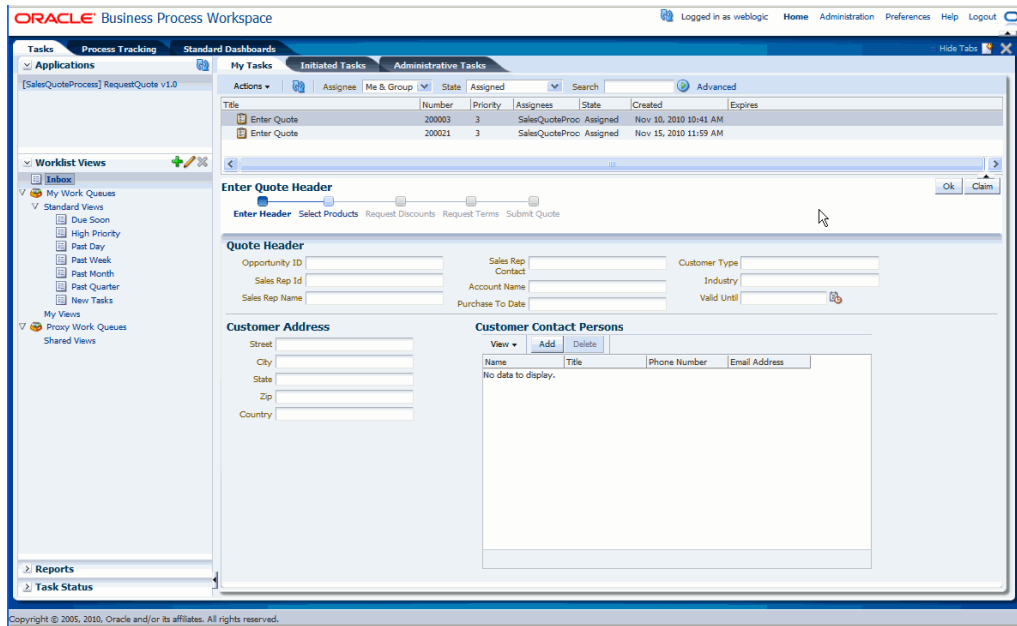 ORACLE Business Process Workspace
Logged in as weblogic Home Administration Preferences Help Logout
Tasks Process Tracking Standard Dashboards
Hide Tabs
Applications
[SalesQuoteProcess] RequestQuote v1.0
Worklist Views
Inbox
My Work Queues
Standard Views
Due Soon
High Priority
Past Day
Past Week
Past Month
Past Quarter
New Tasks
My Views
Proxy Work Queues
Shared Views
Reports
Task Status
My Tasks Initiated Tasks Administrative Tasks
Actions Assignee Me & Group State Assigned Search Advanced
Title Number Priority Assignees State Created Expires
Enter Quote 200003 3 SalesQuoteProc Assigned Nov 10, 2010 10:41 AM
Enter Quote 200021 3 SalesQuoteProc Assigned Nov 15, 2010 11:59 AM
Enter Quote Header
Ok Claim
Enter Header Select Products Request Discounts Request Terms Submit Quote
Quote Header
Opportunity ID
Sales Rep Id
Sales Rep Name
Sales Rep
Contact
Account Name
Purchase To Date
Customer Type
Industry
Valid Until
Customer Address
Street
City
State
Zip
Country
Customer Contact Persons
View Add Delete
Name Title Phone Number Email Address
No data to display.
Copyright © 2005, 2010, Oracle and/or its affiliates. All rights reserved.